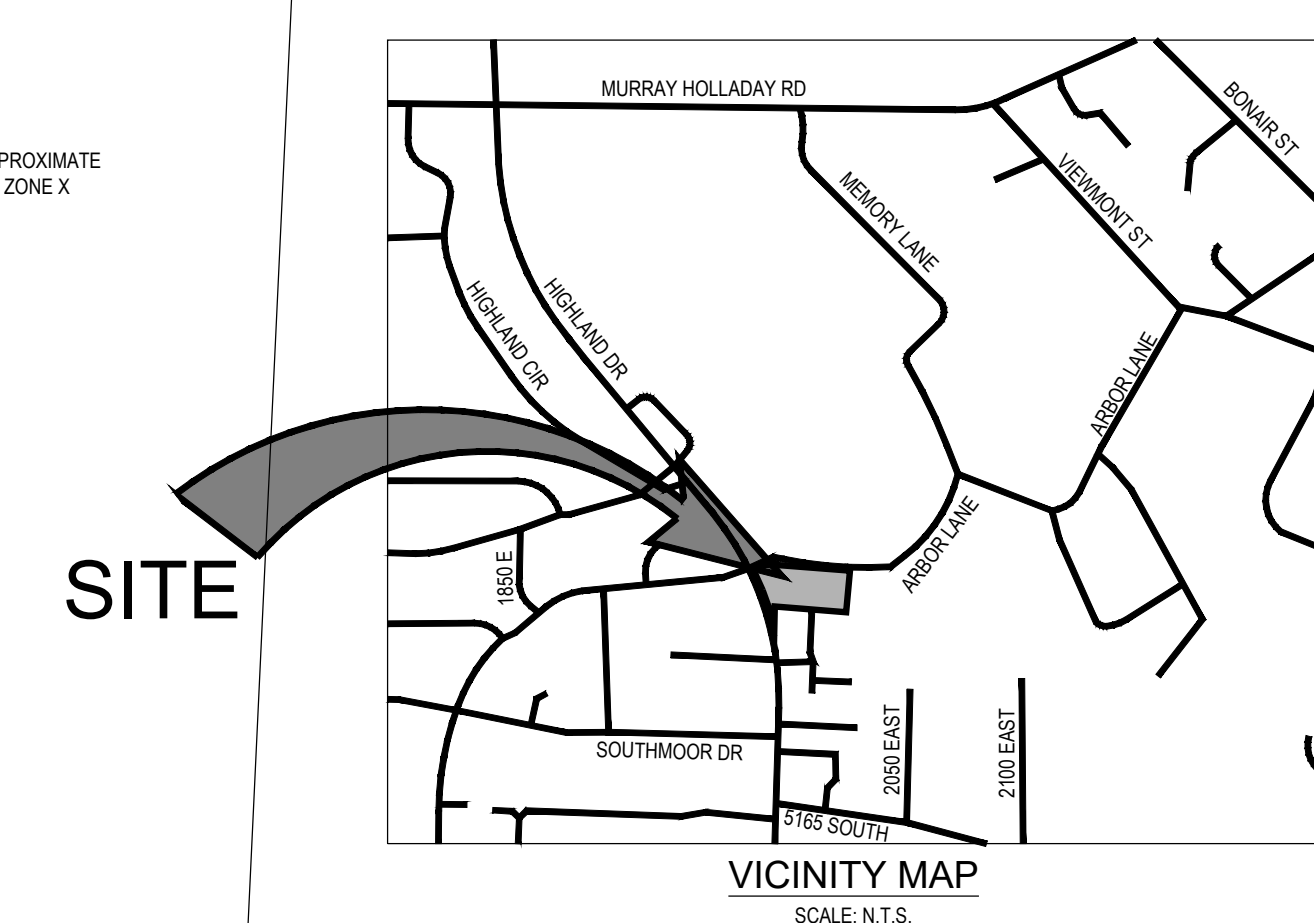 MURRAY HOLLADAY RD
BONAIR ST
PROXIMATE
ZONE X
VIEWMONT ST
MEMORY LANE
HIGHLAND CIR
HIGHLAND DR
ARBOR LANE
ARBOR LANE
SITE
1850 E
SOUTHMOOR DR
2050 EAST
2100 EAST
5165 SOUTH
VICINITY MAP
SCALE: N.T.S.